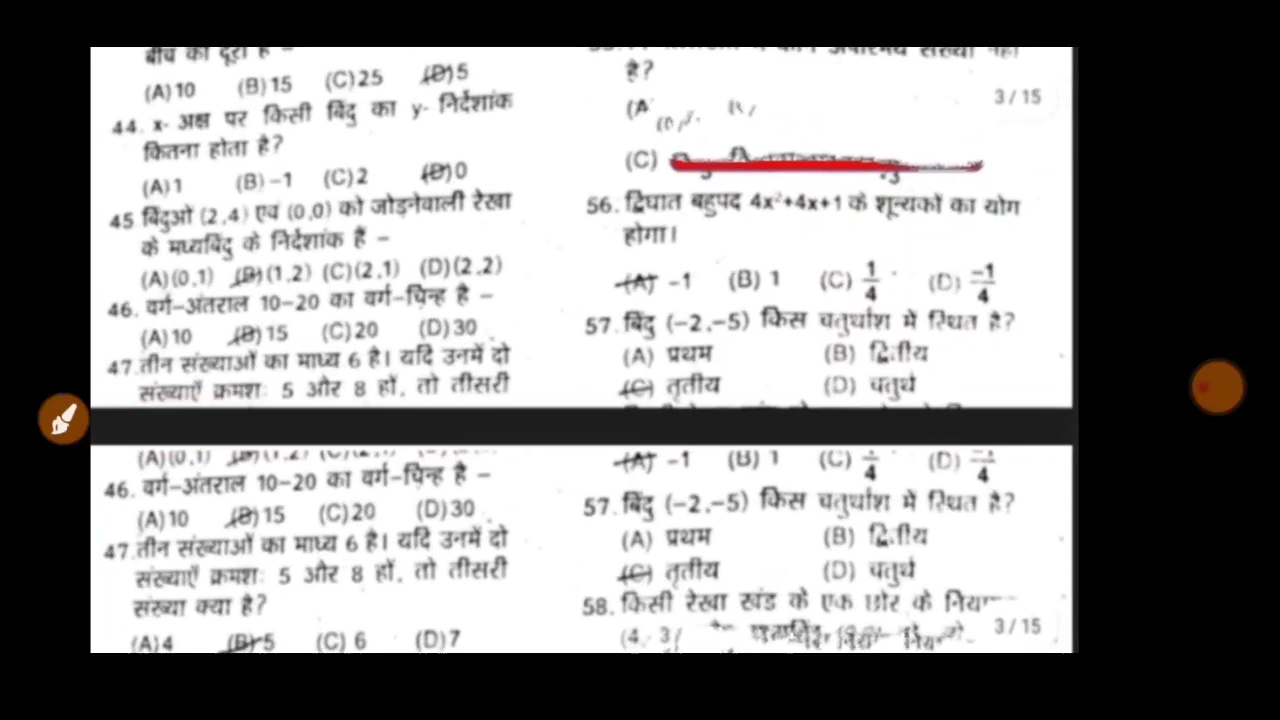 बीच की दूरी है –
(A) 10 (B) 15 (C) 25 (D) 5
44. x- अक्ष पर किसी बिंदु का y- निर्देशांक
कितना होता है?
(A) 1 (B) –1 (C) 2 (D) 0
45 बिंदुओं (2,4) एवं (0,0) को जोड़नेवाली रेखा
के मध्यबिंदु के निर्देशांक हैं –
(A) (0,1) (B) (1,2) (C) (2,1) (D) (2,2)
46. वर्ग–अंतराल 10–20 का वर्ग–चिन्ह है –
(A) 10 (B) 15 (C) 20 (D) 30
47. तीन संख्याओं का माध्य 6 है। यदि उनमें दो
संख्याएँ क्रमशः 5 और 8 हों, तो तीसरी
संख्या नहीं
है?
3 / 15
(A
(C)
56. द्विघात बहुपद 4x²+4x+1 के शून्यकों का योग
होगा।
(A) –1 (B) 1 (C) 1/4 (D) –1/4
57. बिंदु (–2,–5) किस चतुर्थांश में स्थित है?
(A) प्रथम (B) द्वितीय
(C) तृतीय (D) चतुर्थ
(A) (0,1)
46. वर्ग–अंतराल 10–20 का वर्ग–चिन्ह है –
(A) 10 (B) 15 (C) 20 (D) 30
47. तीन संख्याओं का माध्य 6 है। यदि उनमें दो
संख्याएँ क्रमशः 5 और 8 हों, तो तीसरी
संख्या क्या है?
(A) 4 (B) 5 (C) 6 (D) 7
(A) –1 (B) 1 (C) 1/4 (D) –1/4
57. बिंदु (–2,–5) किस चतुर्थांश में स्थित है?
(A) प्रथम (B) द्वितीय
(C) तृतीय (D) चतुर्थ
58. किसी रेखा खंड के एक छोर के
3 / 15